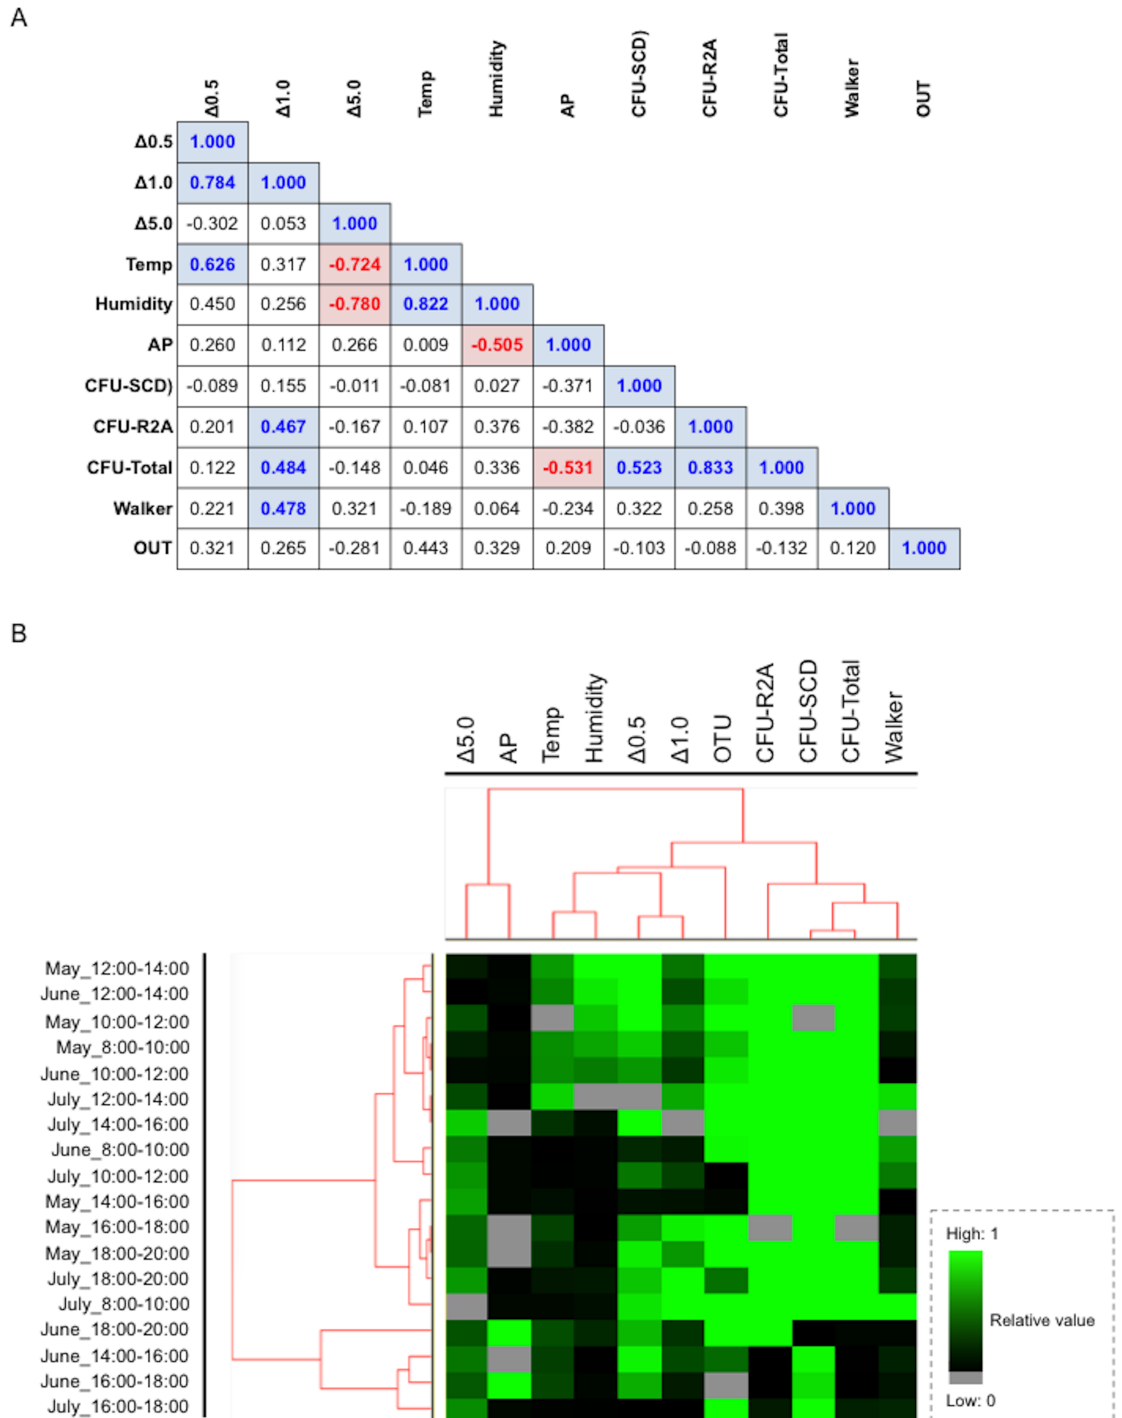 A
Δ0.5 Δ1.0 Δ5.0 Temp Humidity AP CFU-SCD) CFU-R2A CFU-Total Walker OUT
Δ0.5 1.000
Δ1.0 0.784 1.000
Δ5.0 -0.302 0.053 1.000
Temp 0.626 0.317 -0.724 1.000
Humidity 0.450 0.256 -0.780 0.822 1.000
AP 0.260 0.112 0.266 0.009 -0.505 1.000
CFU-SCD) -0.089 0.155 -0.011 -0.081 0.027 -0.371 1.000
CFU-R2A 0.201 0.467 -0.167 0.107 0.376 -0.382 -0.036 1.000
CFU-Total 0.122 0.484 -0.148 0.046 0.336 -0.531 0.523 0.833 1.000
Walker 0.221 0.478 0.321 -0.189 0.064 -0.234 0.322 0.258 0.398 1.000
OUT 0.321 0.265 -0.281 0.443 0.329 0.209 -0.103 -0.088 -0.132 0.120 1.000
B
Δ5.0 AP Temp Humidity Δ0.5 Δ1.0 OTU CFU-R2A CFU-SCD CFU-Total Walker
May_12:00-14:00
June_12:00-14:00
May_10:00-12:00
May_8:00-10:00
June_10:00-12:00
July_12:00-14:00
July_14:00-16:00
June_8:00-10:00
July_10:00-12:00
May_14:00-16:00
May_16:00-18:00
May_18:00-20:00
July_18:00-20:00
July_8:00-10:00
June_18:00-20:00
June_14:00-16:00
June_16:00-18:00
July_16:00-18:00
High: 1
Relative value
Low: 0